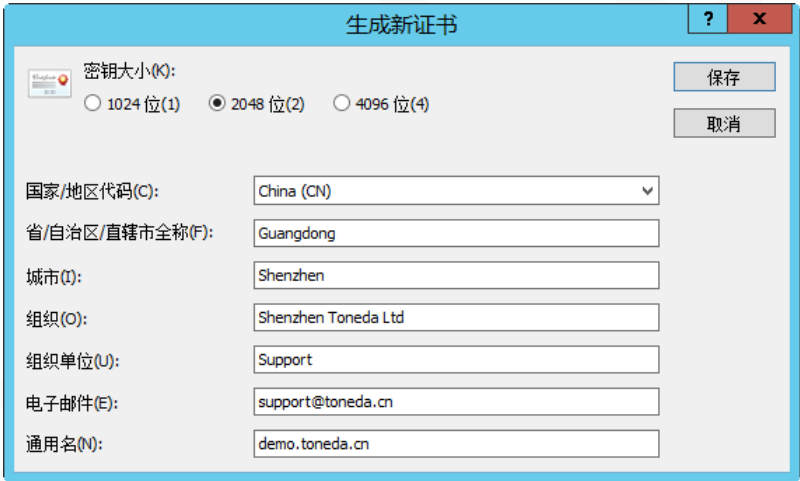 生成新证书
?
x
密钥大小(K):
1024 位(1) 2048 位(2) 4096 位(4)
保存
取消
国家/地区代码(C): China (CN)
省/自治区/直辖市全称(F): Guangdong
城市(I): Shenzhen
组织(O): Shenzhen Toneda Ltd
组织单位(U): Support
电子邮件(E): support@toneda.cn
通用名(N): demo.toneda.cn